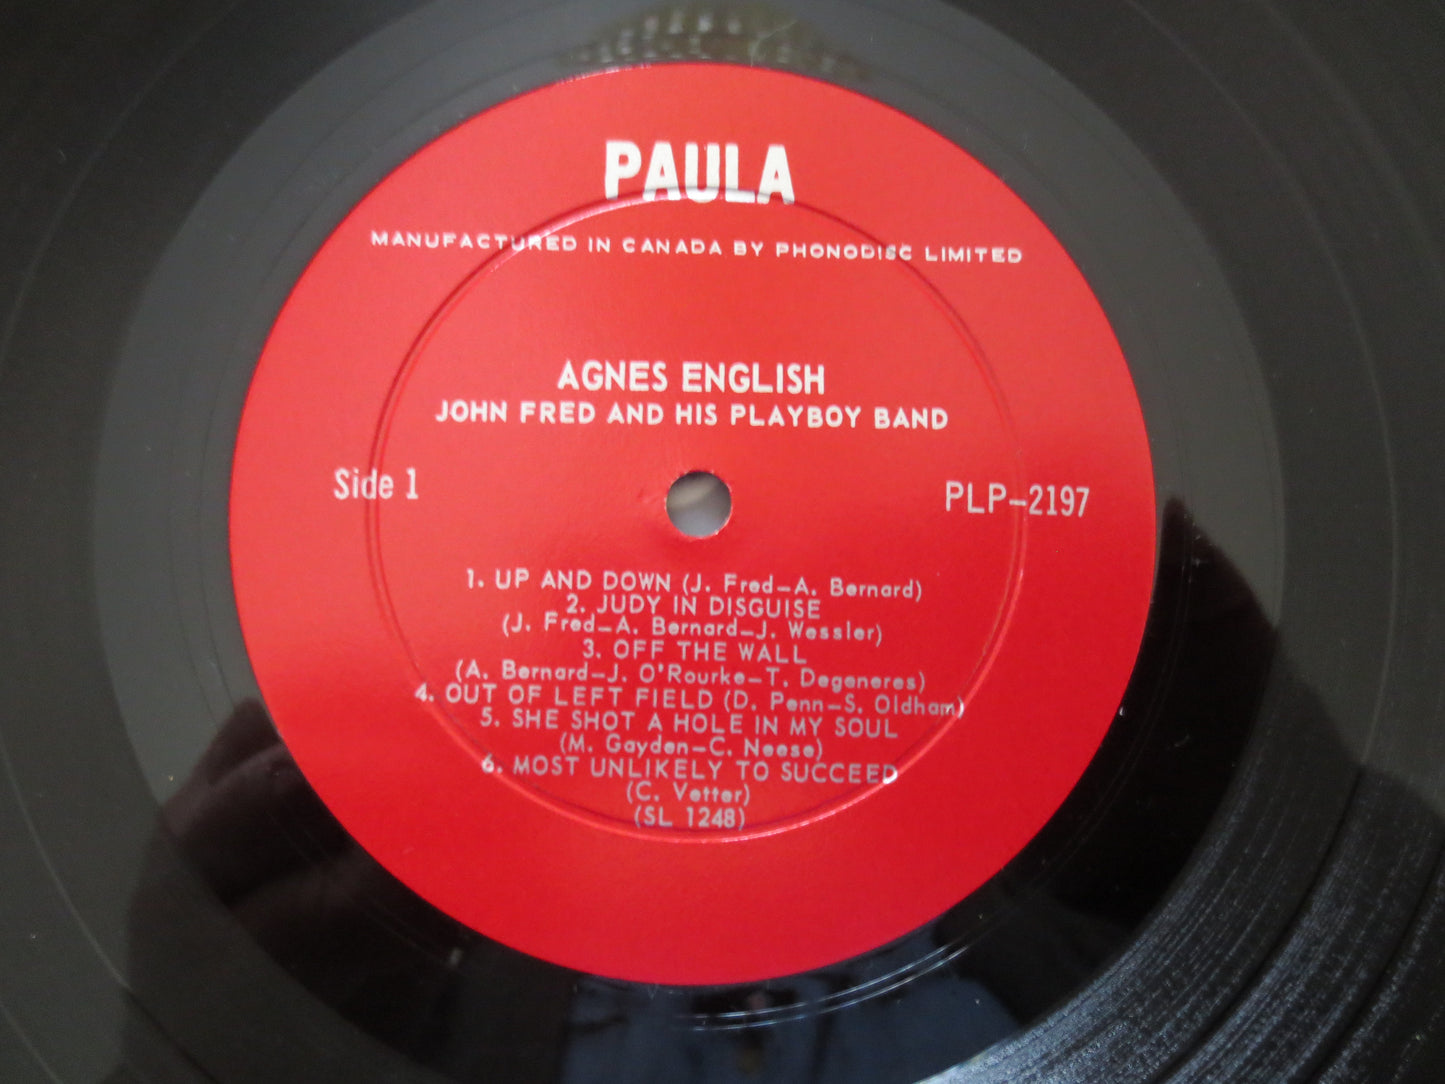 PAULA
MANUFACTURED IN CANADA BY PHONODISC LIMITED
AGNES ENGLISH
JOHN FRED AND HIS PLAYBOY BAND
Side 1
PLP-2197
1. UP AND DOWN (J. Fred-A. Bernard)
2. JUDY IN DISGUISE
(J. Fred-A. Bernard-J. Wessler)
3. OFF THE WALL
(A. Bernard-J. O'Rourke-T. Degeneres)
4. OUT OF LEFT FIELD (D. Penn-S. Oldham)
5. SHE SHOT A HOLE IN MY SOUL
(M. Gayden-C. Neese)
6. MOST UNLIKELY TO SUCCEED
(C. Vetter)
(SL 1248)